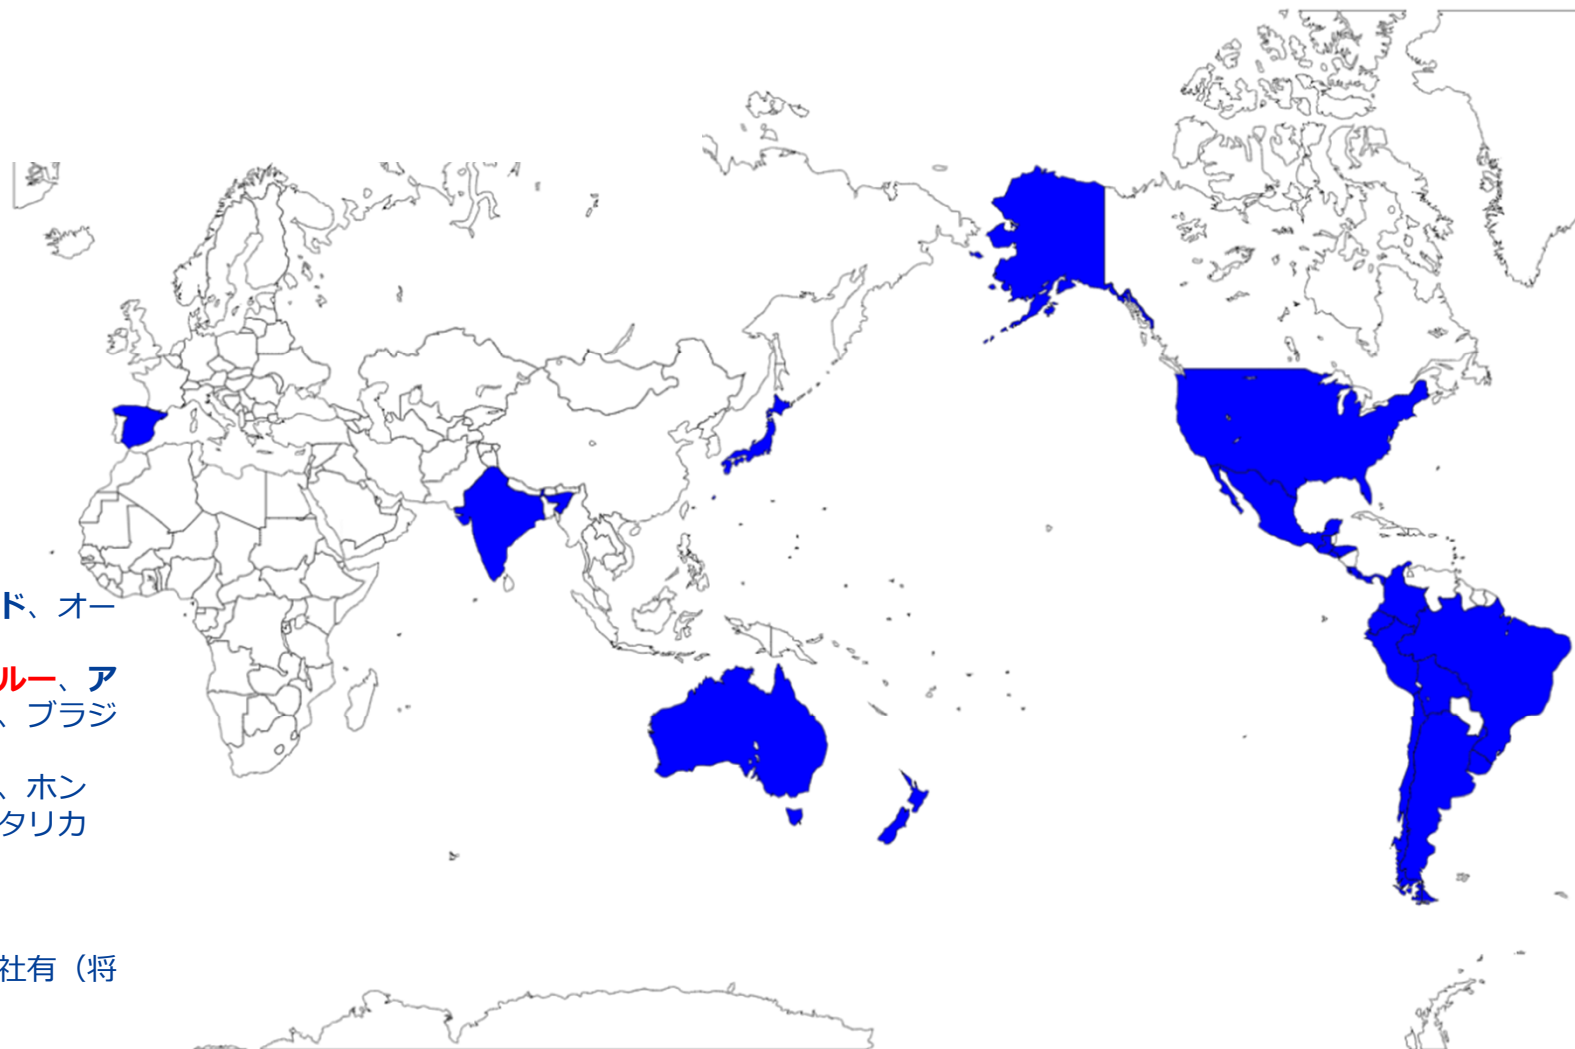 ド、オー
ルー、ア
、ブラジ
、ホン
タリカ
社有（将